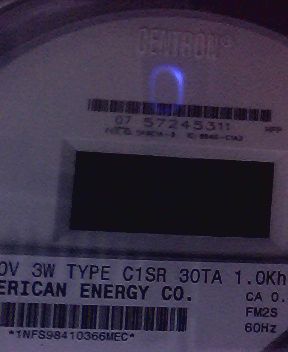 CENTRON®
07 57245311
0V 3W TYPE C1SR 30TA 1.0Kh
ERICAN ENERGY CO.
CA 0.
FM2S
*1NFS98410366MEC*
60Hz